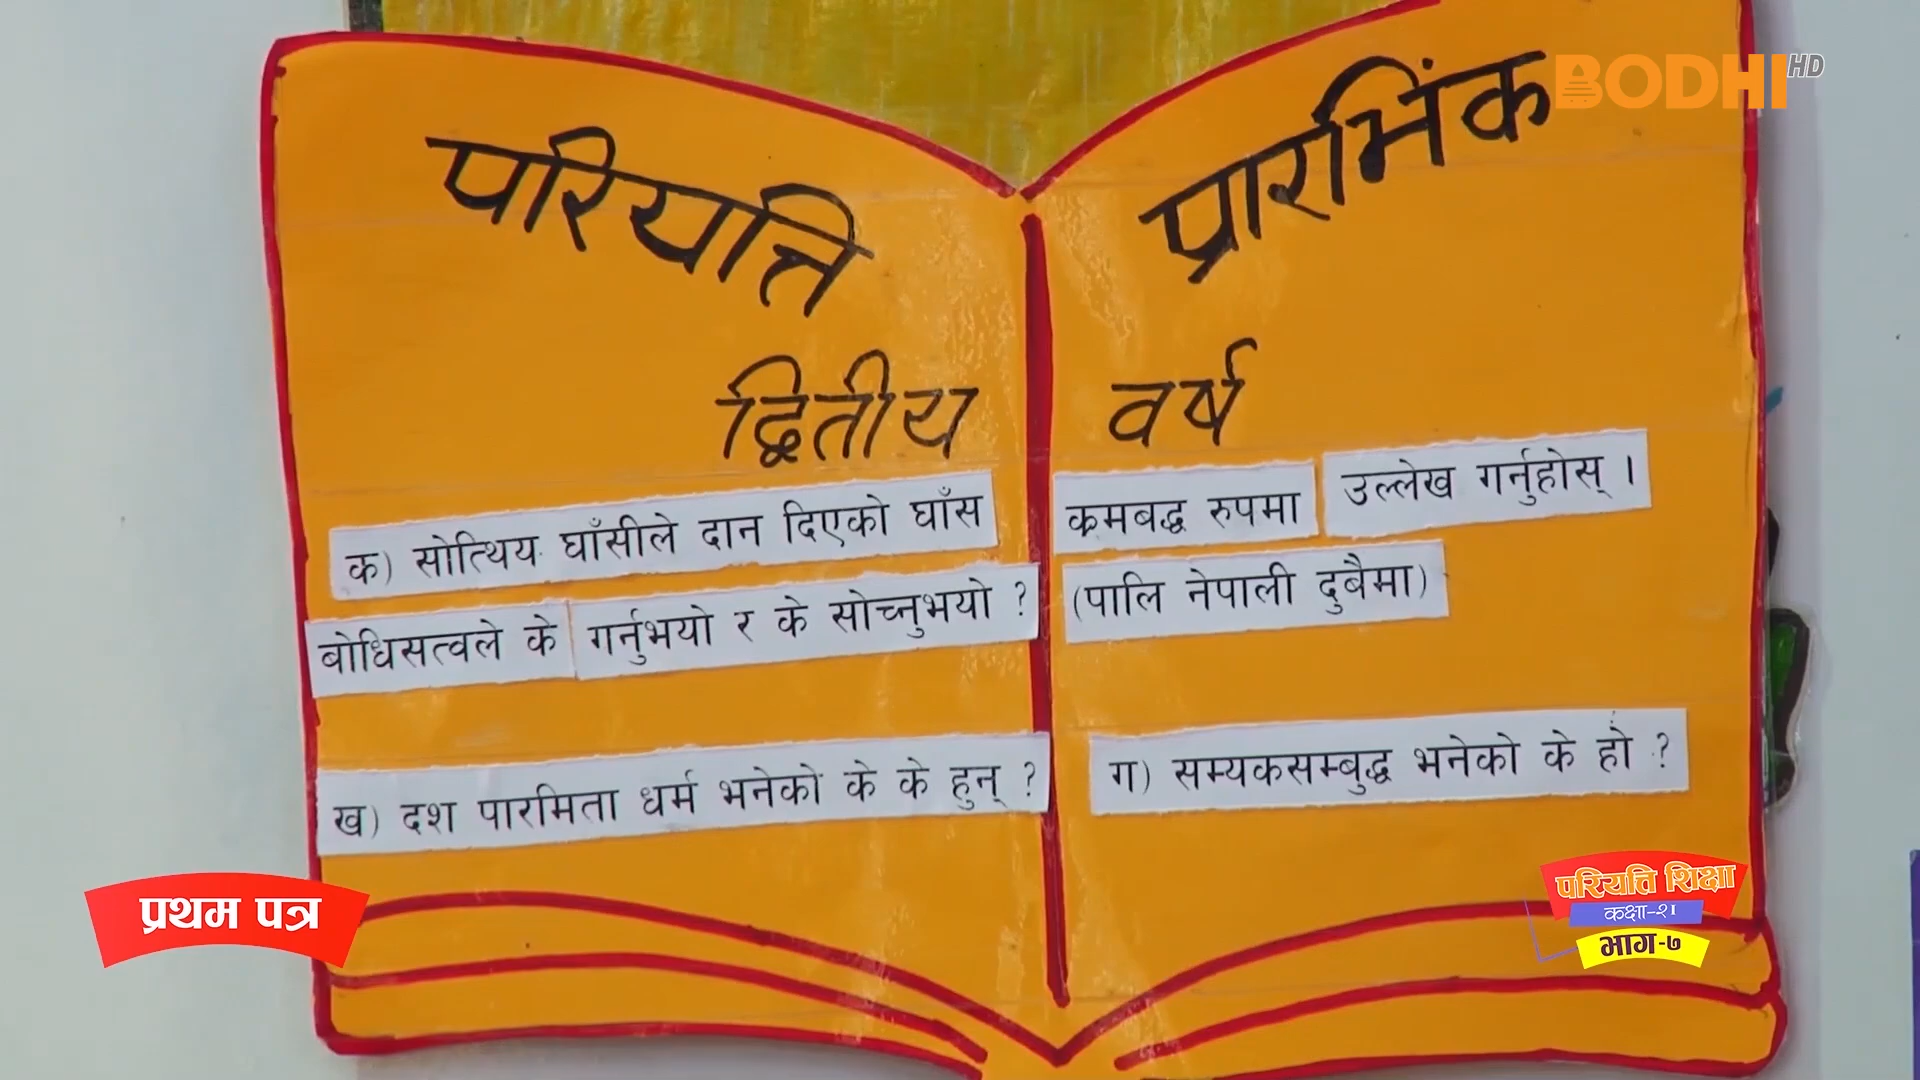 BODHI HD
परियत्ति प्रारम्भिंक
द्वितीय वर्ष
क) सोत्थिय घाँसीले दान दिएको घाँस
बोधिसत्वले के गर्नुभयो र के सोच्नुभयो ?
ख) दश पारमिता धर्म भनेको के के हुन् ?
क्रमबद्ध रुपमा उल्लेख गर्नुहोस् ।
(पालि नेपाली दुबैमा)
ग) सम्यकसम्बुद्ध भनेको के हो ?
प्रथम पत्र
परियत्ति शिक्षा
कक्षा-२१
भाग-७